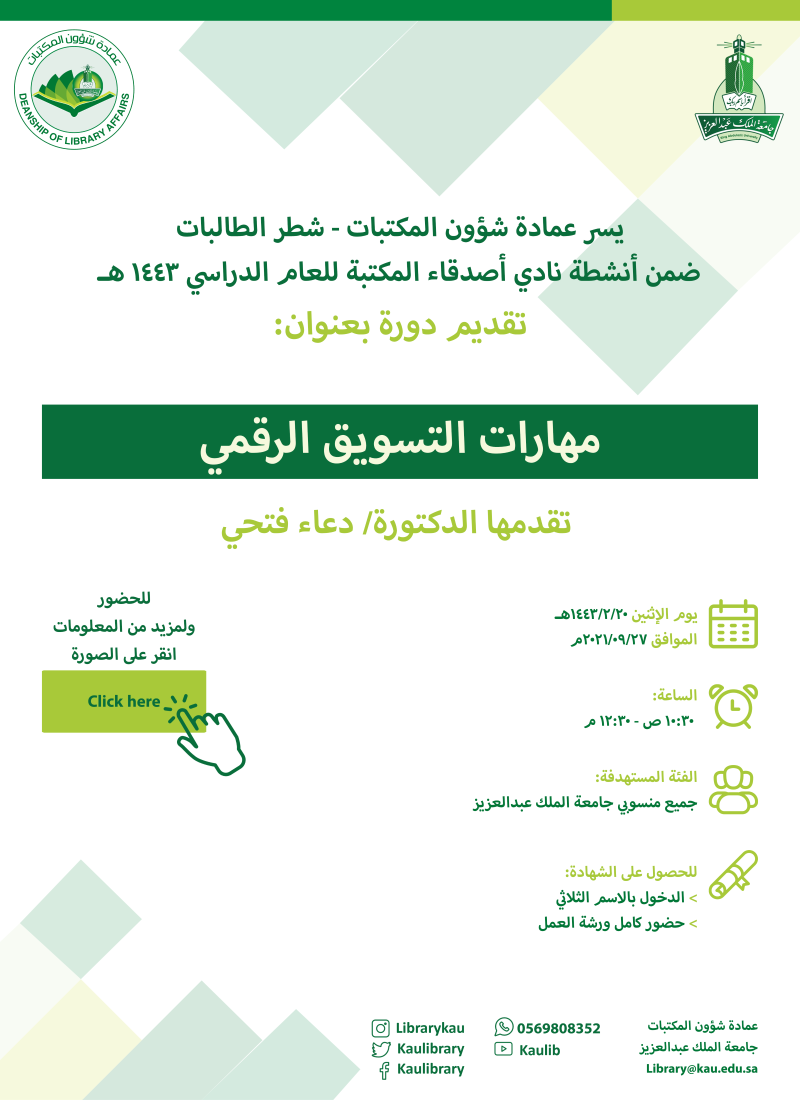 عمادة شؤون المكتبات
DEANSHIP OF LIBRARY AFFAIRS
جامعة الملك عبدالعزيز
يسر عمادة شؤون المكتبات - شطر الطالبات
ضمن أنشطة نادي أصدقاء المكتبة للعام الدراسي ١٤٤٣ هـ
تقديم دورة بعنوان:
مهارات التسويق الرقمي
تقدمها الدكتورة/ دعاء فتحي
يوم الإثنين ١٤٤٣/٢/٢٠هـ
الموافق ٢٠٢١/٠٩/٢٧م
الساعة:
١٠:٣٠ ص - ١٢:٣٠ م
الفئة المستهدفة:
جميع منسوبي جامعة الملك عبدالعزيز
للحصول على الشهادة:
> الدخول بالاسم الثلاثي
> حضور كامل ورشة العمل
للحضور
ولمزيد من المعلومات
انقر على الصورة
Click here
عمادة شؤون المكتبات
جامعة الملك عبدالعزيز
Library@kau.edu.sa
0569808352
Kaulib
Librarykau
Kaulibrary
Kaulibrary